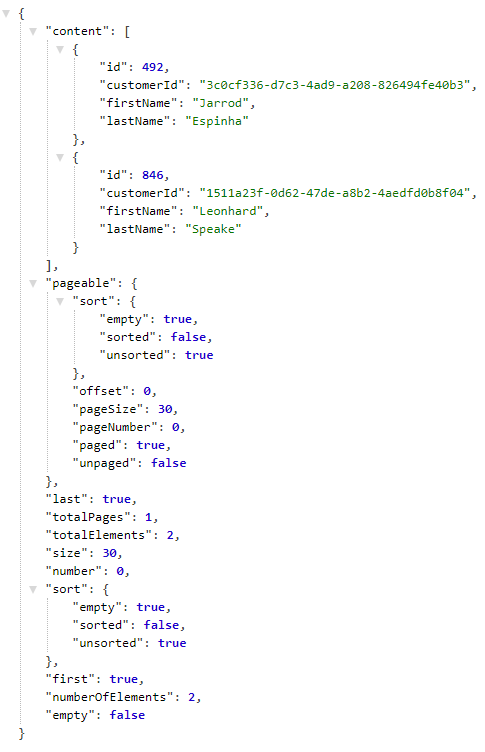 {
"content": [
{
"id": 492,
"customerId": "3c0cf336-d7c3-4ad9-a208-826494fe40b3",
"firstName": "Jarrod",
"lastName": "Espinha"
},
{
"id": 846,
"customerId": "1511a23f-0d62-47de-a8b2-4aedfd0b8f04",
"firstName": "Leonhard",
"lastName": "Speake"
}
],
"pageable": {
"sort": {
"empty": true,
"sorted": false,
"unsorted": true
},
"offset": 0,
"pageSize": 30,
"pageNumber": 0,
"paged": true,
"unpaged": false
},
"last": true,
"totalPages": 1,
"totalElements": 2,
"size": 30,
"number": 0,
"sort": {
"empty": true,
"sorted": false,
"unsorted": true
},
"first": true,
"numberOfElements": 2,
"empty": false
}